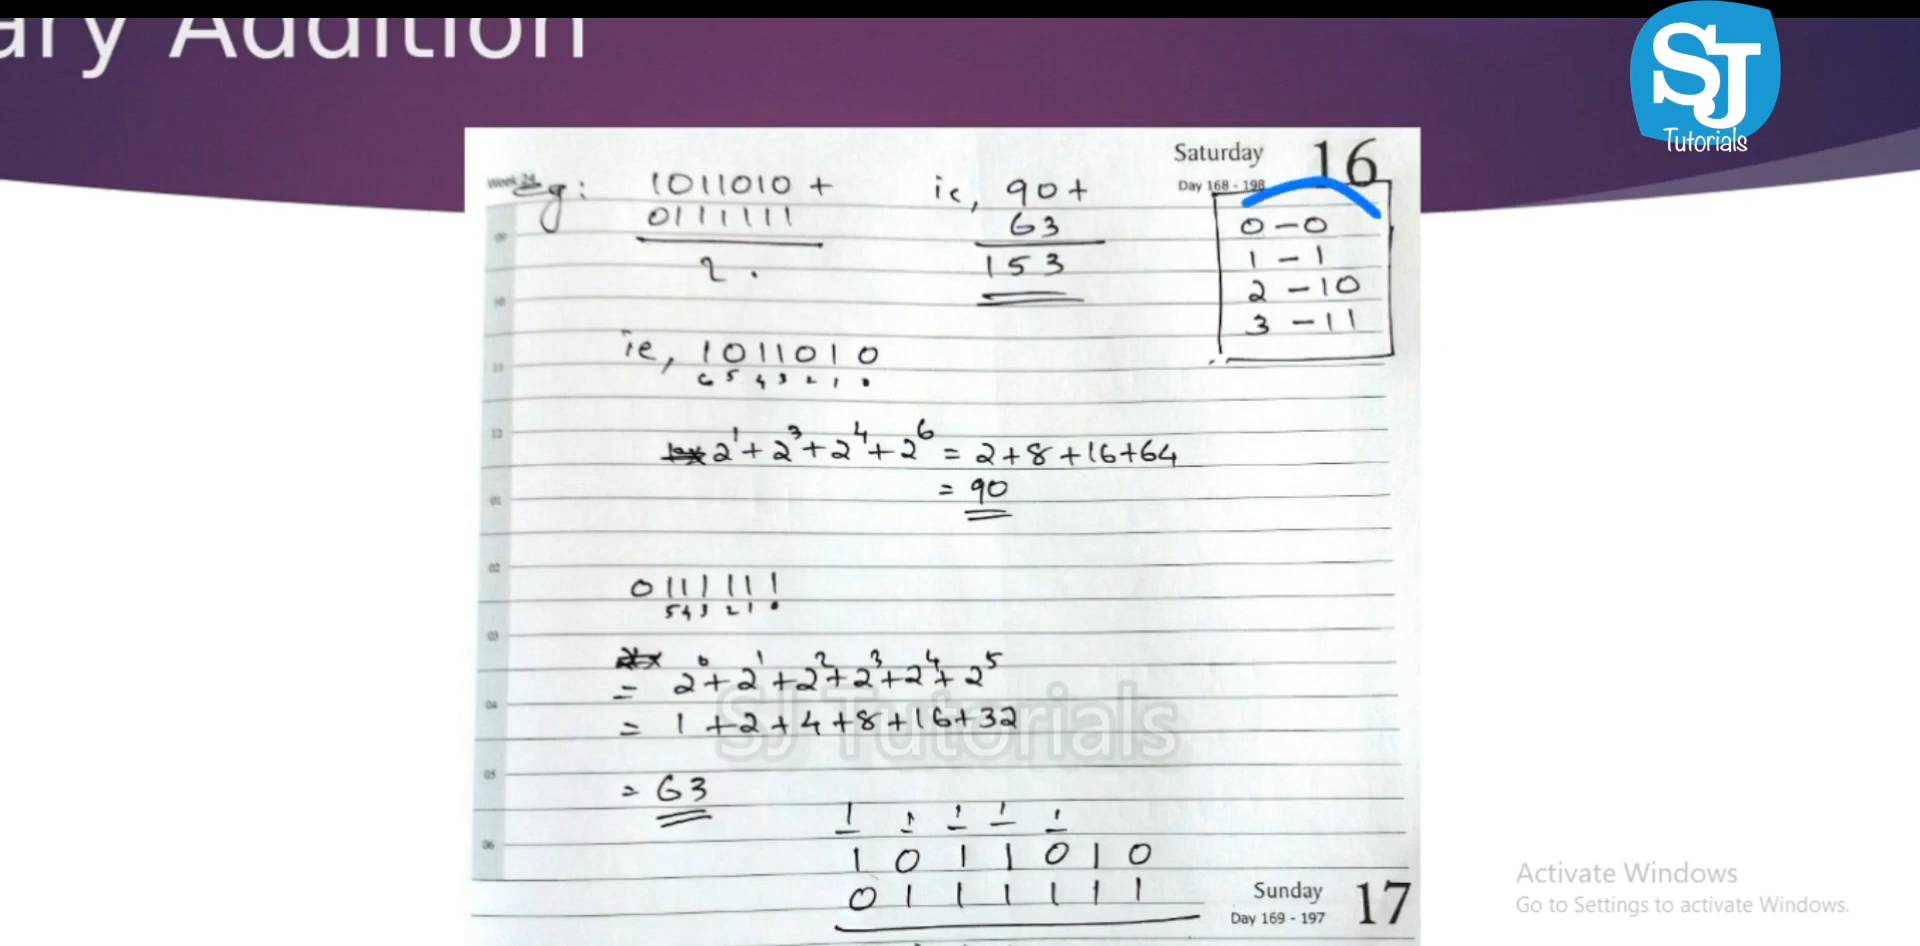 ary Addition
SJ
Tutorials
Saturday 16
Day 168 - 198
Eg: 1011010 +
0111111
?.
ie, 90+
63
153
0-0
1-1
2-10
3-11
ie, 1011010
6 5 4 3 2 1 0
2¹+2³+2⁴+2⁶ = 2+8+16+64
= 90
0111111
5 4 3 2 1 0
= 2⁰+2¹+2²+2³+2⁴+2⁵
= 1+2+4+8+16+32
SJ Tutorials
= 63
1 1 1 1 1
1 0 1 1 0 1 0
0 1 1 1 1 1 1
Sunday 17
Day 169 - 197
Activate Windows
Go to Settings to activate Windows.